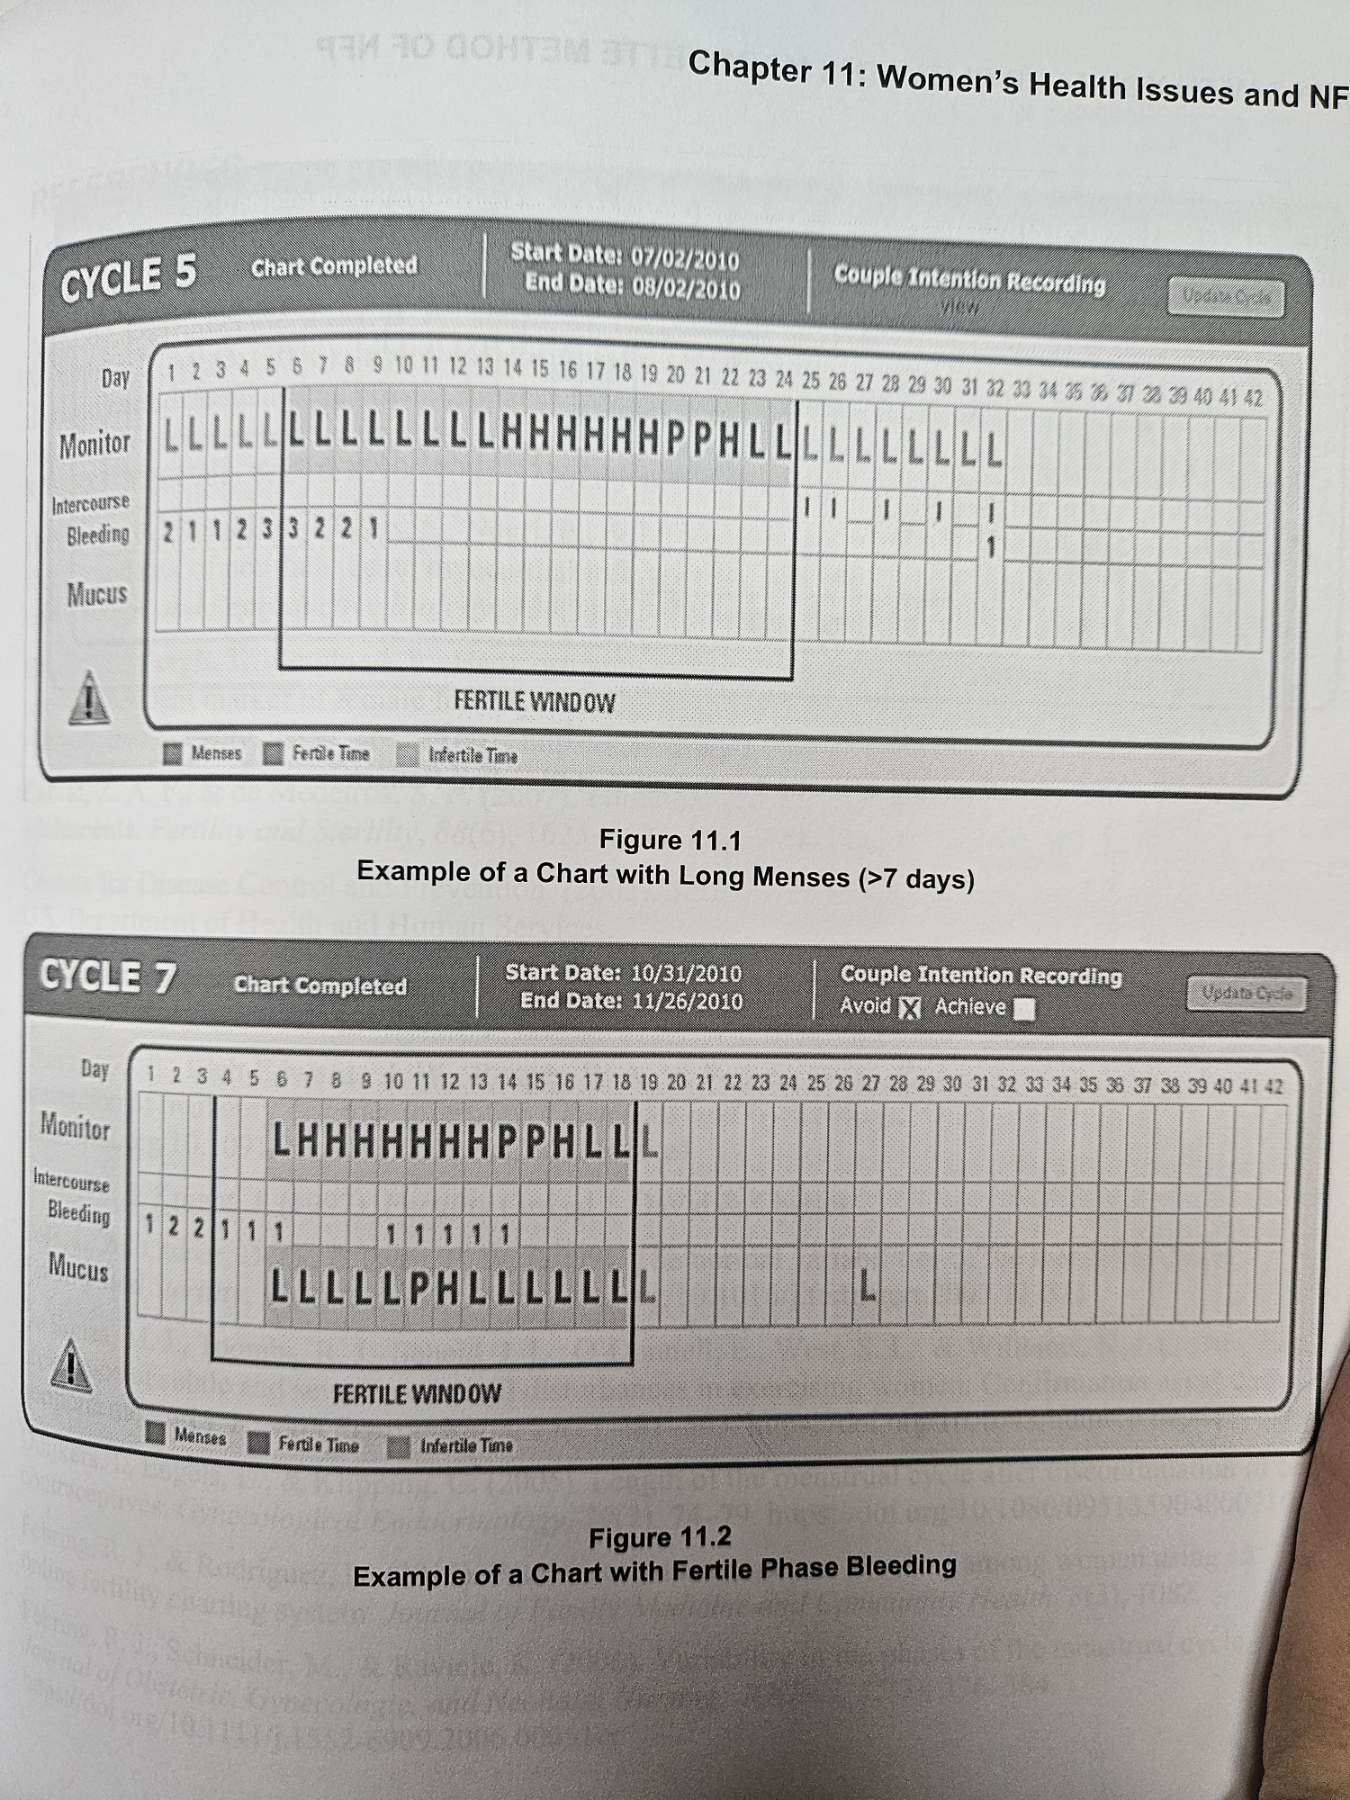 Chapter 11: Women's Health Issues and NF
CYCLE 5 Chart Completed Start Date: 07/02/2010 End Date: 08/02/2010 Couple Intention Recording view Update Cycle
Day 1 2 3 4 5 6 7 8 9 10 11 12 13 14 15 16 17 18 19 20 21 22 23 24 25 26 27 28 29 30 31 32 33 34 35 36 37 38 39 40 41 42
Monitor L L L L L L L L L L L L L H H H H H H P P H L L L L L L L L L L
Intercourse I I I I I
Bleeding 2 1 1 2 3 3 2 2 1 1
Mucus
FERTILE WINDOW
Menses Fertile Time Infertile Time
Figure 11.1
Example of a Chart with Long Menses (>7 days)
CYCLE 7 Chart Completed Start Date: 10/31/2010 End Date: 11/26/2010 Couple Intention Recording Avoid X Achieve Update Cycle
Day 1 2 3 4 5 6 7 8 9 10 11 12 13 14 15 16 17 18 19 20 21 22 23 24 25 26 27 28 29 30 31 32 33 34 35 36 37 38 39 40 41 42
Monitor L H H H H H H H P P H L L L
Intercourse
Bleeding 1 2 2 1 1 1 1 1 1 1 1
Mucus L L L L L P H L L L L L L L L
FERTILE WINDOW
Menses Fertile Time Infertile Time
Figure 11.2
Example of a Chart with Fertile Phase Bleeding